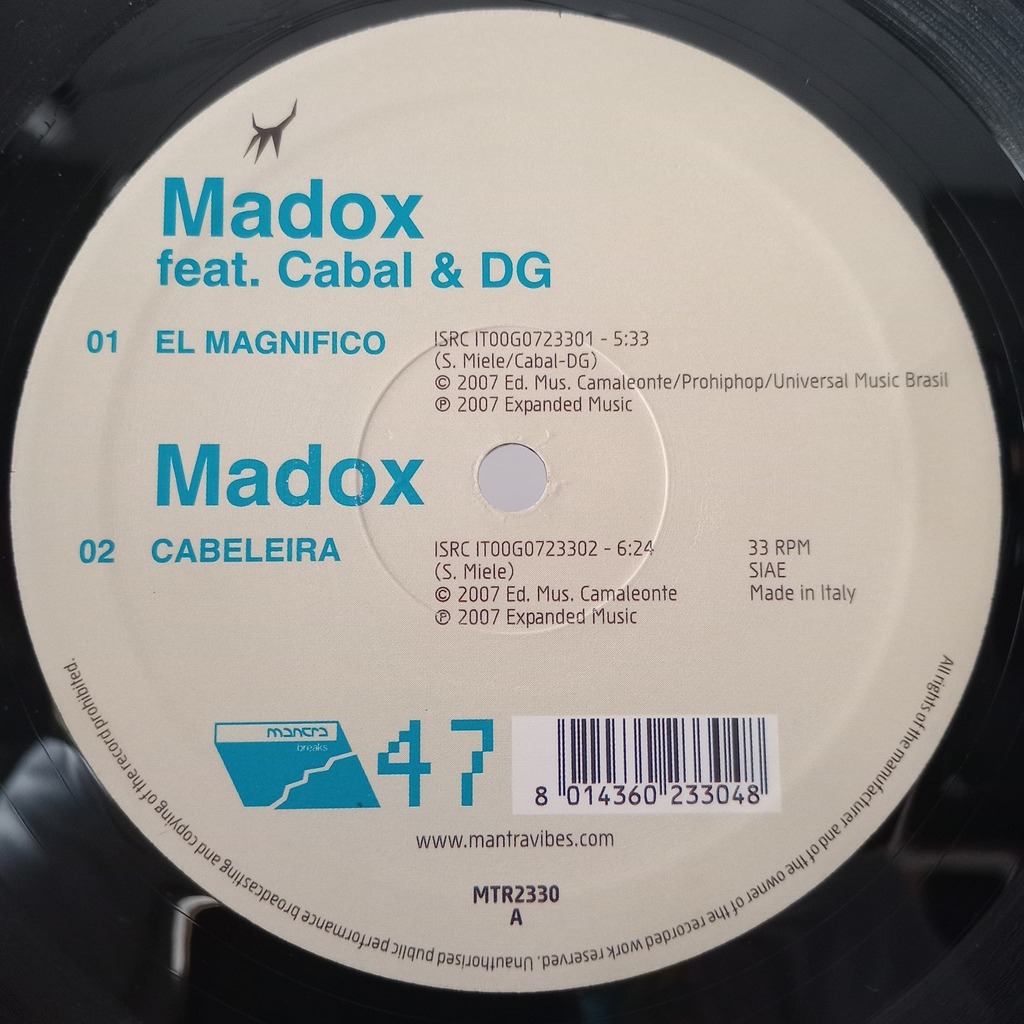 Madox
feat. Cabal & DG
01 EL MAGNIFICO
ISRC IT00G0723301 - 5:33
(S. Miele/Cabal-DG)
© 2007 Ed. Mus. Camaleonte/Prohiphop/Universal Music Brasil
℗ 2007 Expanded Music
Madox
02 CABELEIRA
ISRC IT00G0723302 - 6:24
(S. Miele)
© 2007 Ed. Mus. Camaleonte
℗ 2007 Expanded Music
33 RPM
SIAE
Made in Italy
mantra
breaks
47
8 014360 233048
www.mantravibes.com
MTR2330
A
All rights of the manufacturer and of the owner of the recorded work reserved. Unauthorised public performance broadcasting and copying of the record prohibited.